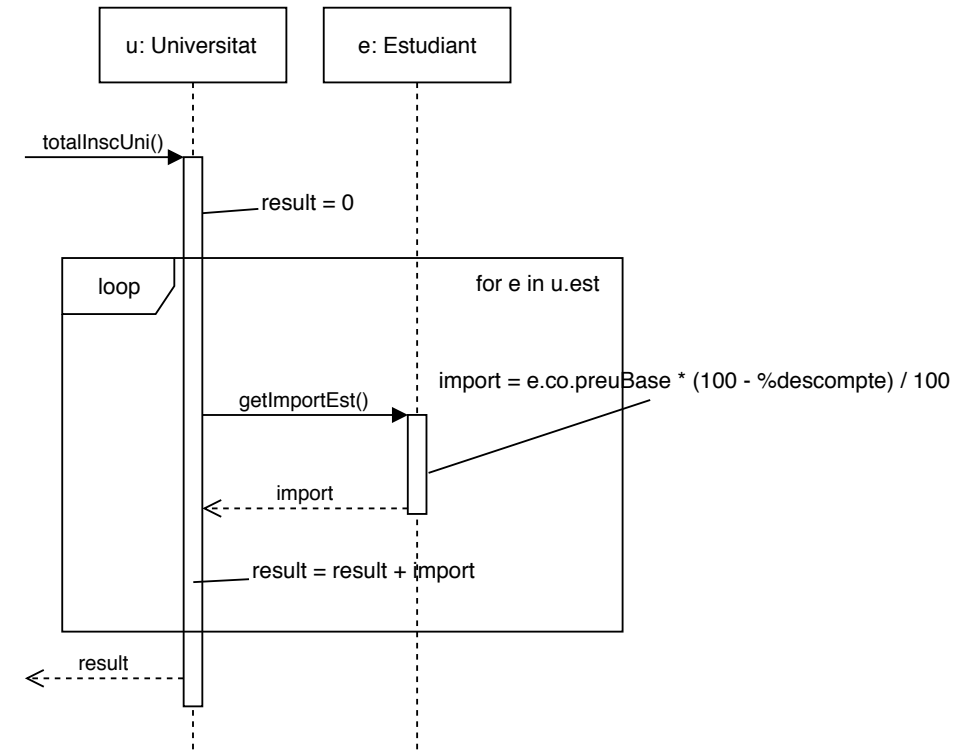 u: Universitat
e: Estudiant
totalInscUni()
result = 0
loop
for e in u.est
import = e.co.preuBase * (100 - %descompte) / 100
getImportEst()
import
result = result + import
result